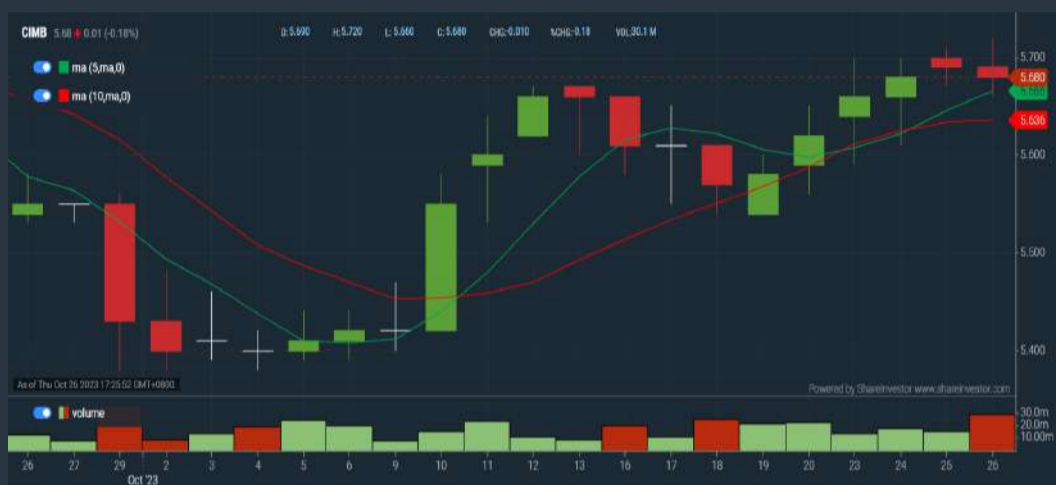 CIMB 5.68 0.01 (-0.18%) O: 5.690 H: 5.720 L: 5.660 C: 5.680 CHG:-0.010 %CHG:-0.18 VOL:30.1 M
ma (5,ma,0)
ma (10,ma,0)
5.700
5.680
5.636
5.600
5.500
5.400
As of Thu Oct 26 2023 17:25:52 GMT+0800
Powered by ShareInvestor www.shareinvestor.com
volume
30.0m
20.0m
10.00m
26 27 29 2 3 4 5 6 9 10 11 12 13 16 17 18 19 20 23 24 25 26
Oct '23